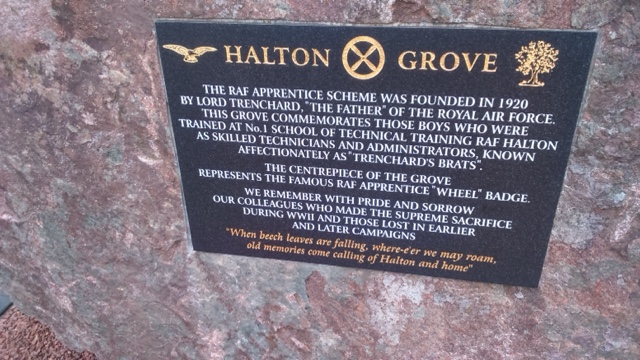 HALTON GROVE
THE RAF APPRENTICE SCHEME WAS FOUNDED IN 1920
BY LORD TRENCHARD, "THE FATHER" OF THE ROYAL AIR FORCE.
THIS GROVE COMMEMORATES THOSE BOYS WHO WERE
TRAINED AT No.1 SCHOOL OF TECHNICAL TRAINING RAF HALTON
AS SKILLED TECHNICIANS AND ADMINISTRATORS, KNOWN
AFFECTIONATELY AS "TRENCHARD'S BRATS".
THE CENTREPIECE OF THE GROVE
REPRESENTS THE FAMOUS RAF APPRENTICE "WHEEL" BADGE.
WE REMEMBER WITH PRIDE AND SORROW
OUR COLLEAGUES WHO MADE THE SUPREME SACRIFICE
DURING WWII AND THOSE LOST IN EARLIER
AND LATER CAMPAIGNS
"When beech leaves are falling, where-e'er we may roam,
old memories come calling of Halton and home"